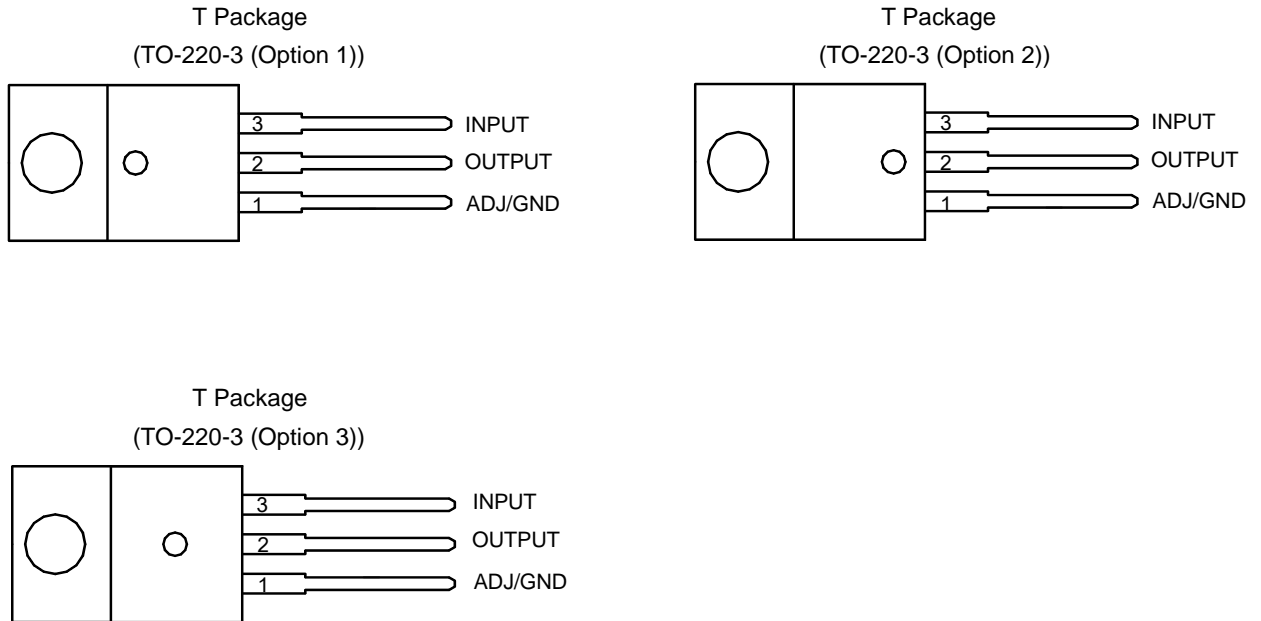 T Package
(TO-220-3 (Option 1))
3 INPUT
2 OUTPUT
1 ADJ/GND
T Package
(TO-220-3 (Option 2))
3 INPUT
2 OUTPUT
1 ADJ/GND
T Package
(TO-220-3 (Option 3))
3 INPUT
2 OUTPUT
1 ADJ/GND